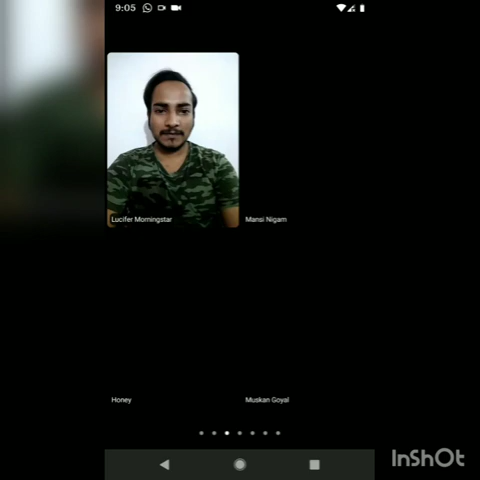 9:05
Lucifer Morningstar
Mansi Nigam
Honey
Muskan Goyal
InShOt